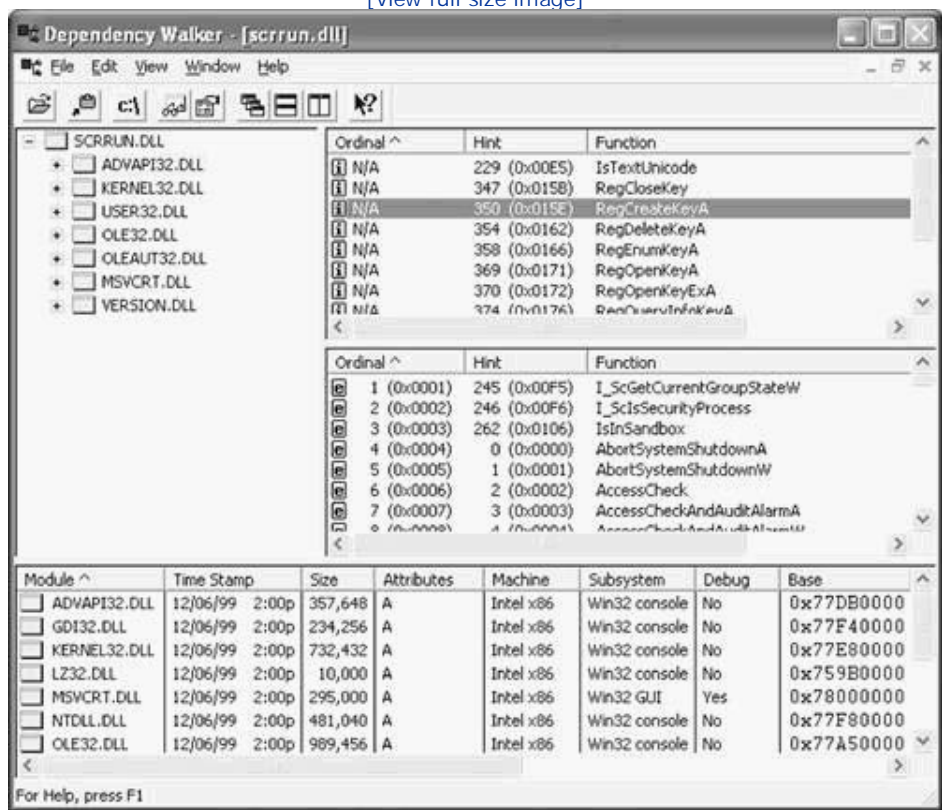 [View full size image]
Dependency Walker - [scrrun.dll]
File Edit View Window Help
c:\
SCRRUN.DLL
ADVAPI32.DLL
KERNEL32.DLL
USER32.DLL
OLE32.DLL
OLEAUT32.DLL
MSVCRT.DLL
VERSION.DLL
Ordinal ^ Hint Function
N/A 229 (0x00E5) IsTextUnicode
N/A 347 (0x015B) RegCloseKey
N/A 350 (0x015E) RegCreateKeyA
N/A 354 (0x0162) RegDeleteKeyA
N/A 358 (0x0166) RegEnumKeyA
N/A 369 (0x0171) RegOpenKeyA
N/A 370 (0x0172) RegOpenKeyExA
N/A 374 (0x0176) RegQueryInfoKeyA
Ordinal ^ Hint Function
1 (0x0001) 245 (0x00F5) I_ScGetCurrentGroupStateW
2 (0x0002) 246 (0x00F6) I_ScIsSecurityProcess
3 (0x0003) 262 (0x0106) IsInSandbox
4 (0x0004) 0 (0x0000) AbortSystemShutdownA
5 (0x0005) 1 (0x0001) AbortSystemShutdownW
6 (0x0006) 2 (0x0002) AccessCheck
7 (0x0007) 3 (0x0003) AccessCheckAndAuditAlarmA
8 (0x0008) 4 (0x0004) AccessCheckAndAuditAlarmW
Module ^ Time Stamp Size Attributes Machine Subsystem Debug Base
ADVAPI32.DLL 12/06/99 2:00p 357,648 A Intel x86 Win32 console No 0x77DB0000
GDI32.DLL 12/06/99 2:00p 234,256 A Intel x86 Win32 console No 0x77F40000
KERNEL32.DLL 12/06/99 2:00p 732,432 A Intel x86 Win32 console No 0x77E80000
LZ32.DLL 12/06/99 2:00p 10,000 A Intel x86 Win32 console No 0x759B0000
MSVCRT.DLL 12/06/99 2:00p 295,000 A Intel x86 Win32 GUI Yes 0x78000000
NTDLL.DLL 12/06/99 2:00p 481,040 A Intel x86 Win32 console No 0x77F80000
OLE32.DLL 12/06/99 2:00p 989,456 A Intel x86 Win32 console No 0x77A50000
For Help, press F1